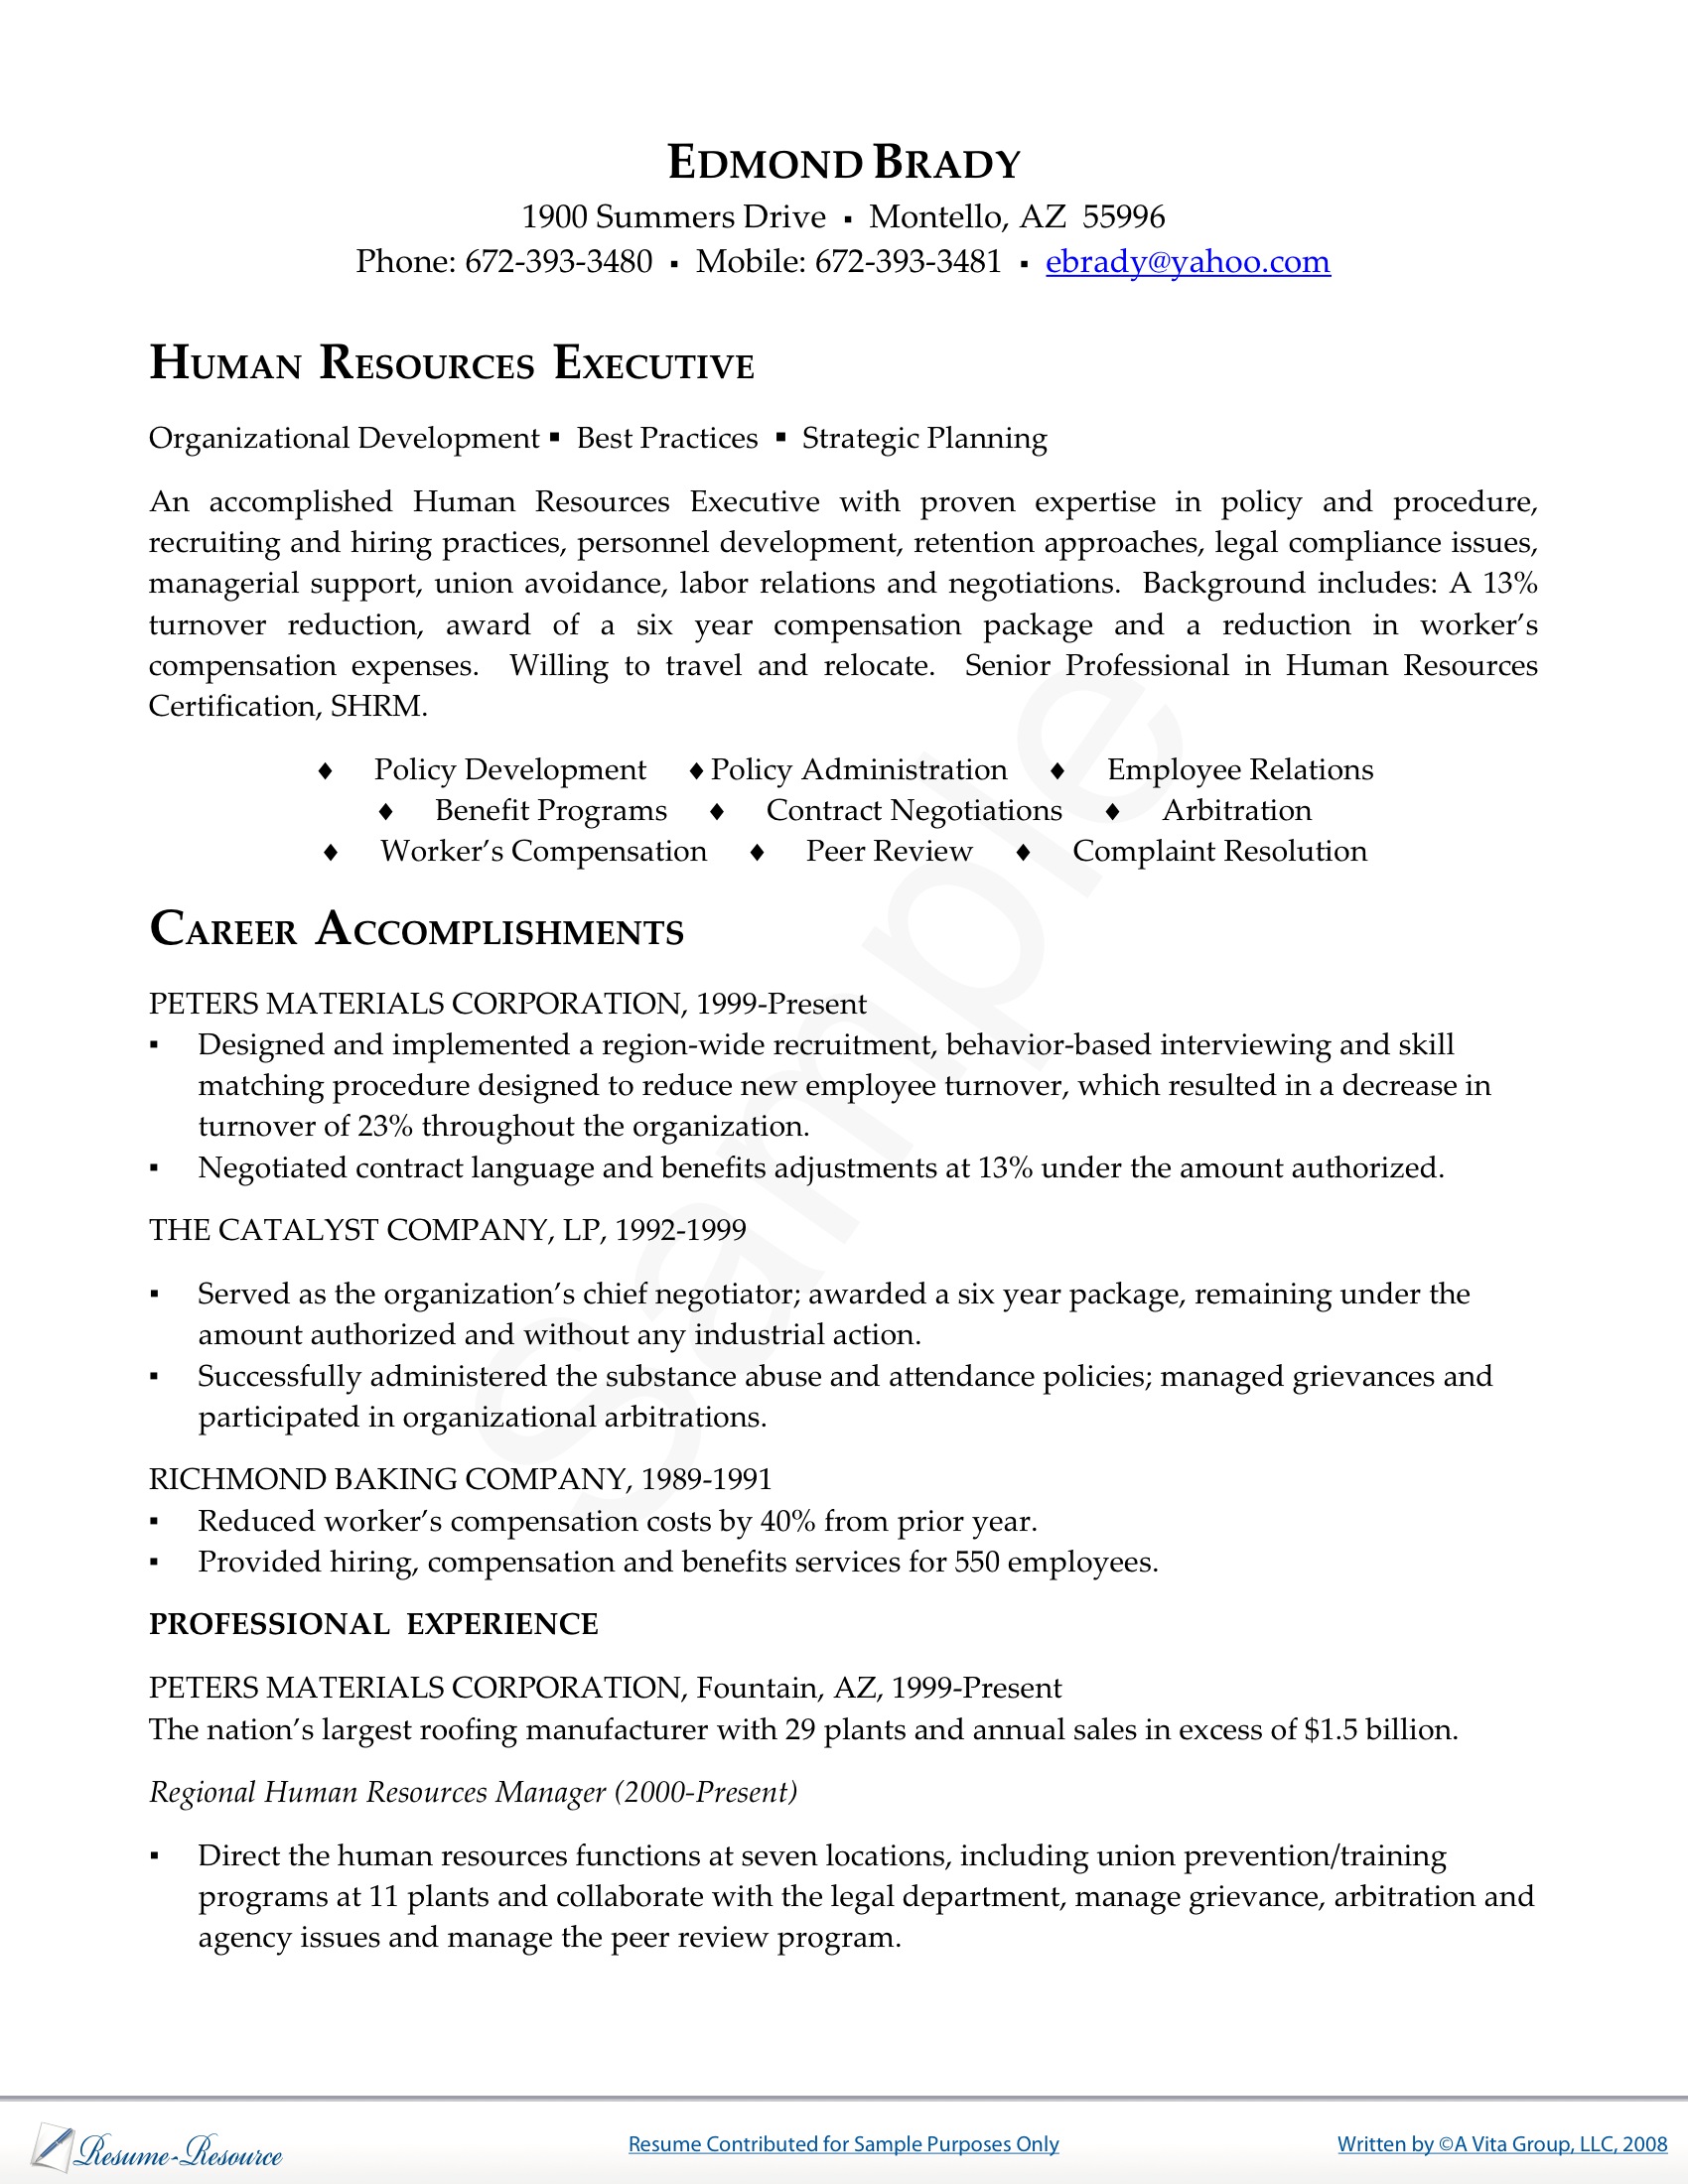 EDMOND BRADY
1900 Summers Drive ▪ Montello, AZ 55996
Phone: 672-393-3480 ▪ Mobile: 672-393-3481 ▪ ebrady@yahoo.com
HUMAN RESOURCES EXECUTIVE
Organizational Development ▪ Best Practices ▪ Strategic Planning
An accomplished Human Resources Executive with proven expertise in policy and procedure,
recruiting and hiring practices, personnel development, retention approaches, legal compliance issues,
managerial support, union avoidance, labor relations and negotiations. Background includes: A 13%
turnover reduction, award of a six year compensation package and a reduction in worker’s
compensation expenses. Willing to travel and relocate. Senior Professional in Human Resources
Certification, SHRM.
♦ Policy Development ♦ Policy Administration ♦ Employee Relations
♦ Benefit Programs ♦ Contract Negotiations ♦ Arbitration
♦ Worker’s Compensation ♦ Peer Review ♦ Complaint Resolution
CAREER ACCOMPLISHMENTS
PETERS MATERIALS CORPORATION, 1999-Present
▪ Designed and implemented a region-wide recruitment, behavior-based interviewing and skill
matching procedure designed to reduce new employee turnover, which resulted in a decrease in
turnover of 23% throughout the organization.
▪ Negotiated contract language and benefits adjustments at 13% under the amount authorized.
THE CATALYST COMPANY, LP, 1992-1999
▪ Served as the organization’s chief negotiator; awarded a six year package, remaining under the
amount authorized and without any industrial action.
▪ Successfully administered the substance abuse and attendance policies; managed grievances and
participated in organizational arbitrations.
RICHMOND BAKING COMPANY, 1989-1991
▪ Reduced worker’s compensation costs by 40% from prior year.
▪ Provided hiring, compensation and benefits services for 550 employees.
PROFESSIONAL EXPERIENCE
PETERS MATERIALS CORPORATION, Fountain, AZ, 1999-Present
The nation’s largest roofing manufacturer with 29 plants and annual sales in excess of $1.5 billion.
Regional Human Resources Manager (2000-Present)
▪ Direct the human resources functions at seven locations, including union prevention/training
programs at 11 plants and collaborate with the legal department, manage grievance, arbitration and
agency issues and manage the peer review program.
Sample
Resume-Resource
Resume Contributed for Sample Purposes Only
Written by ©A Vita Group, LLC, 2008